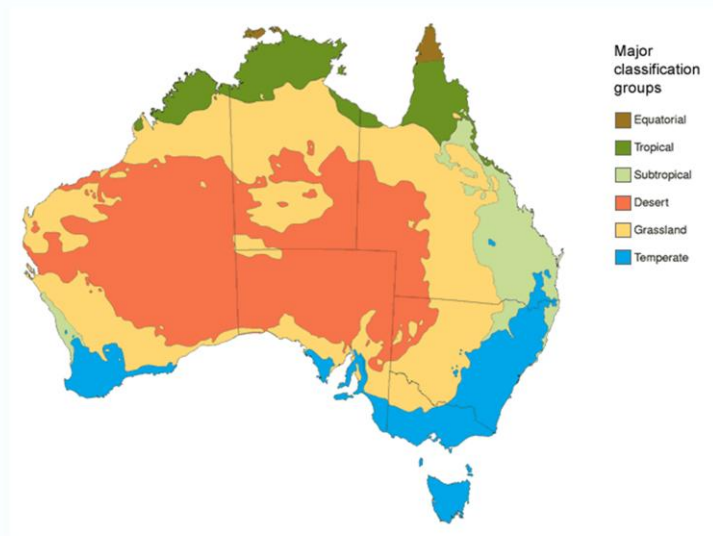 Major
classification
groups
Equatorial
Tropical
Subtropical
Desert
Grassland
Temperate